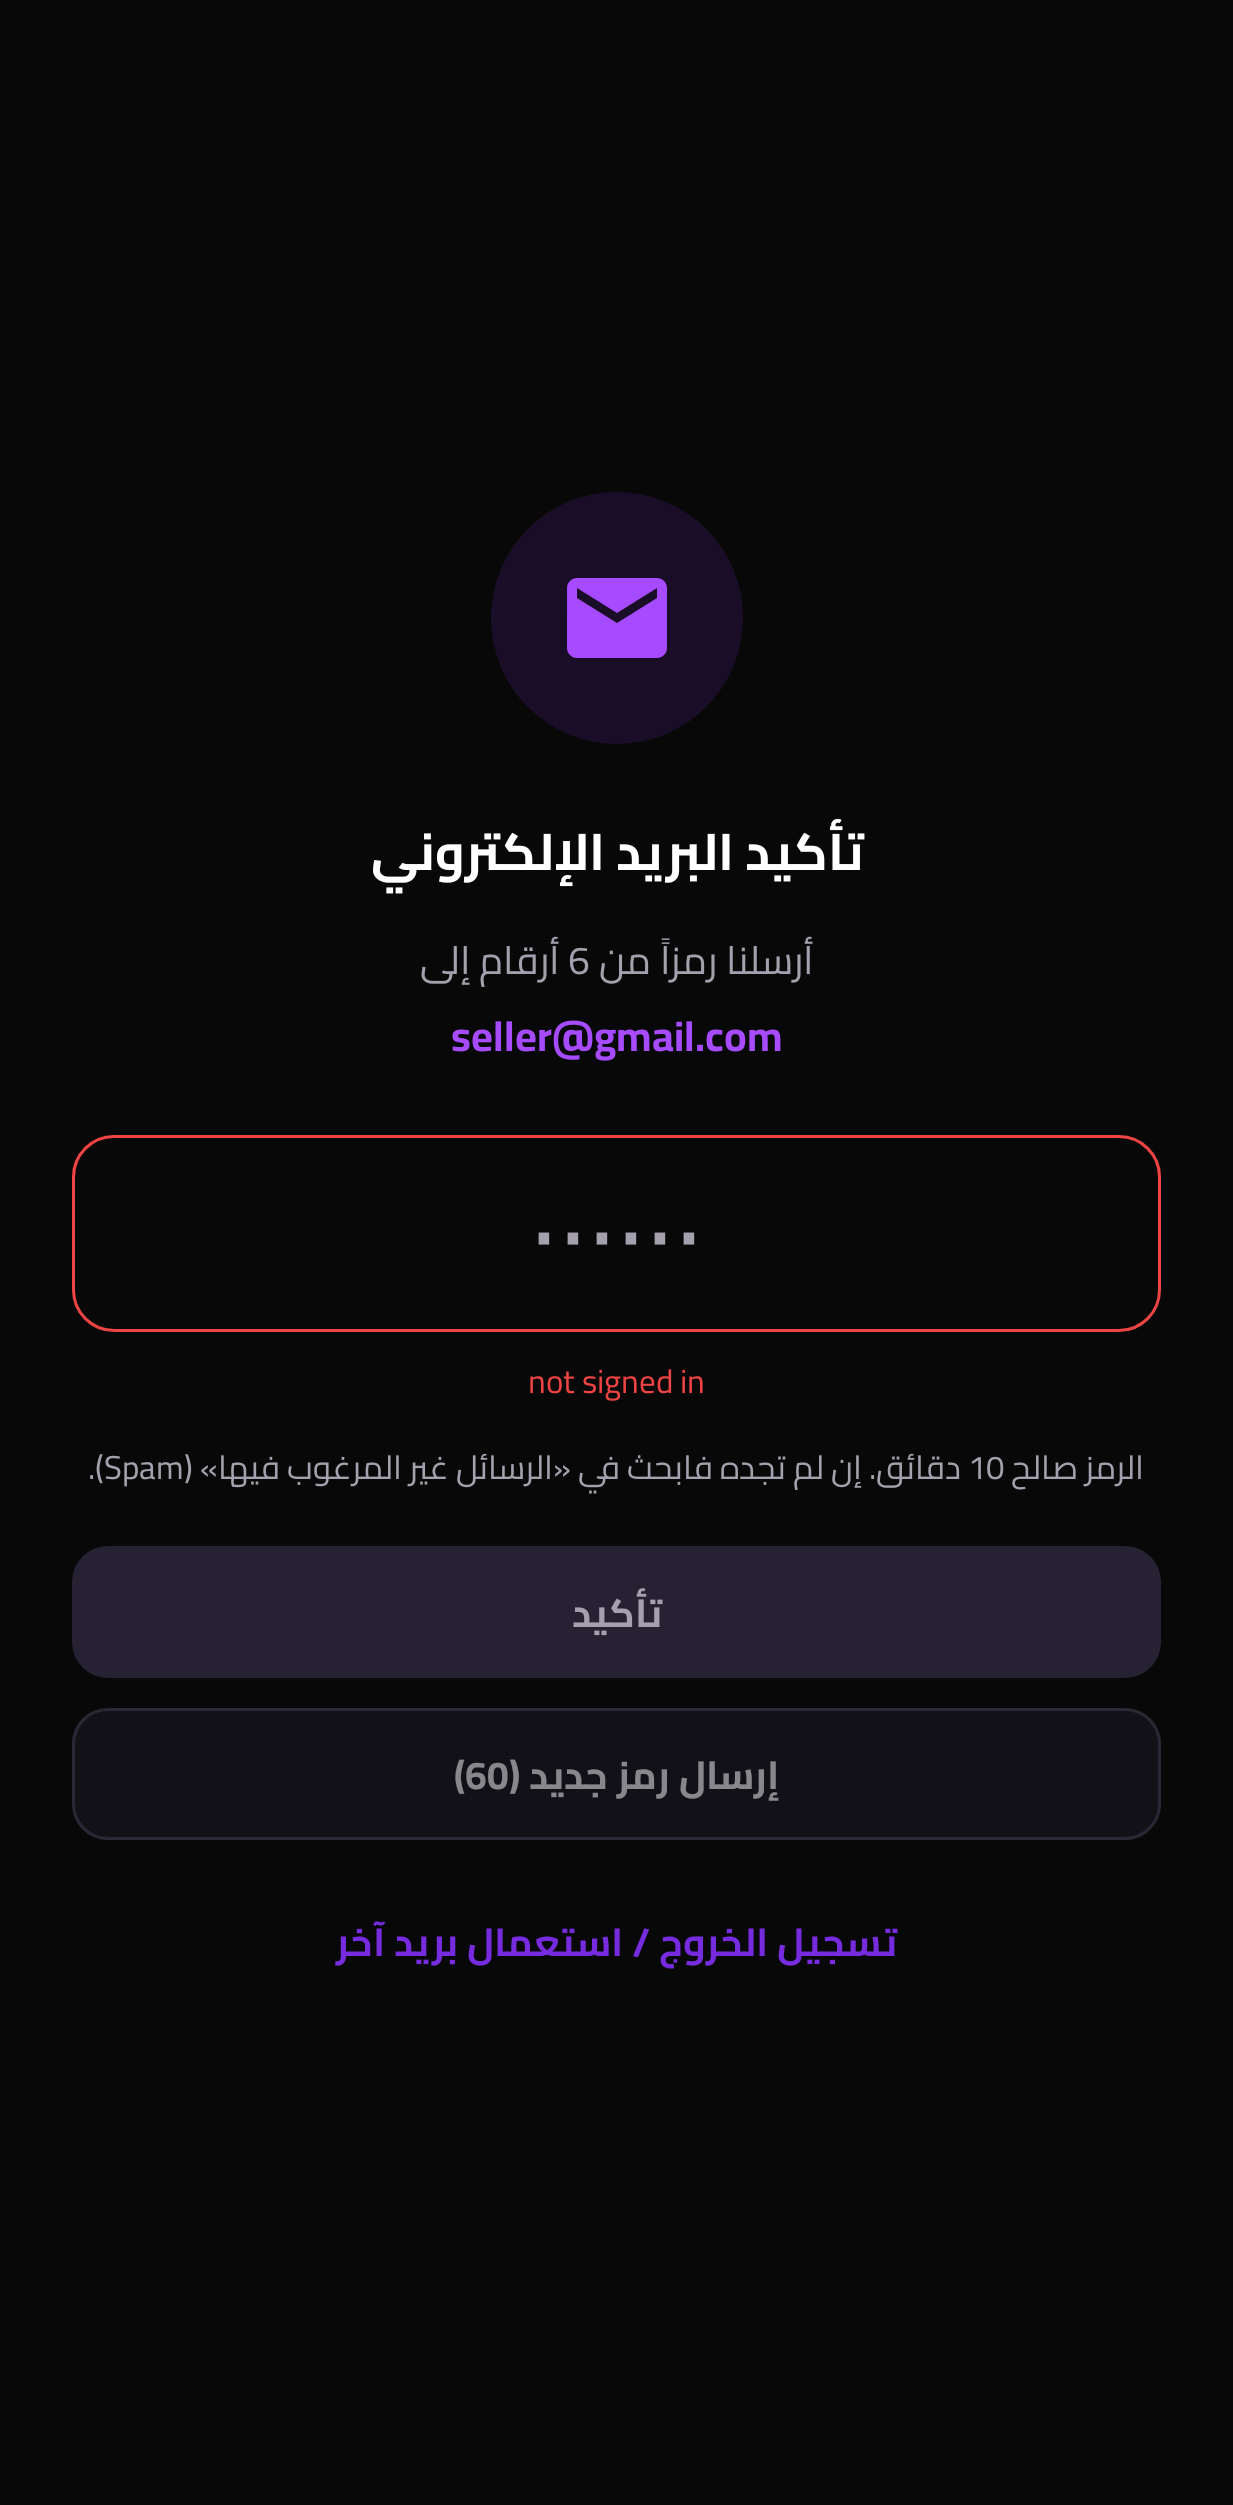 تأكيد البريد الإلكتروني
أرسلنا رمزاً من 6 أرقام إلى
seller@gmail.com
······
not signed in
الرمز صالح 10 دقائق. إن لم تجده فابحث في «الرسائل غير المرغوب فيها» (Spam).
تأكيد
إرسال رمز جديد (60)
تسجيل الخروج / استعمال بريد آخر